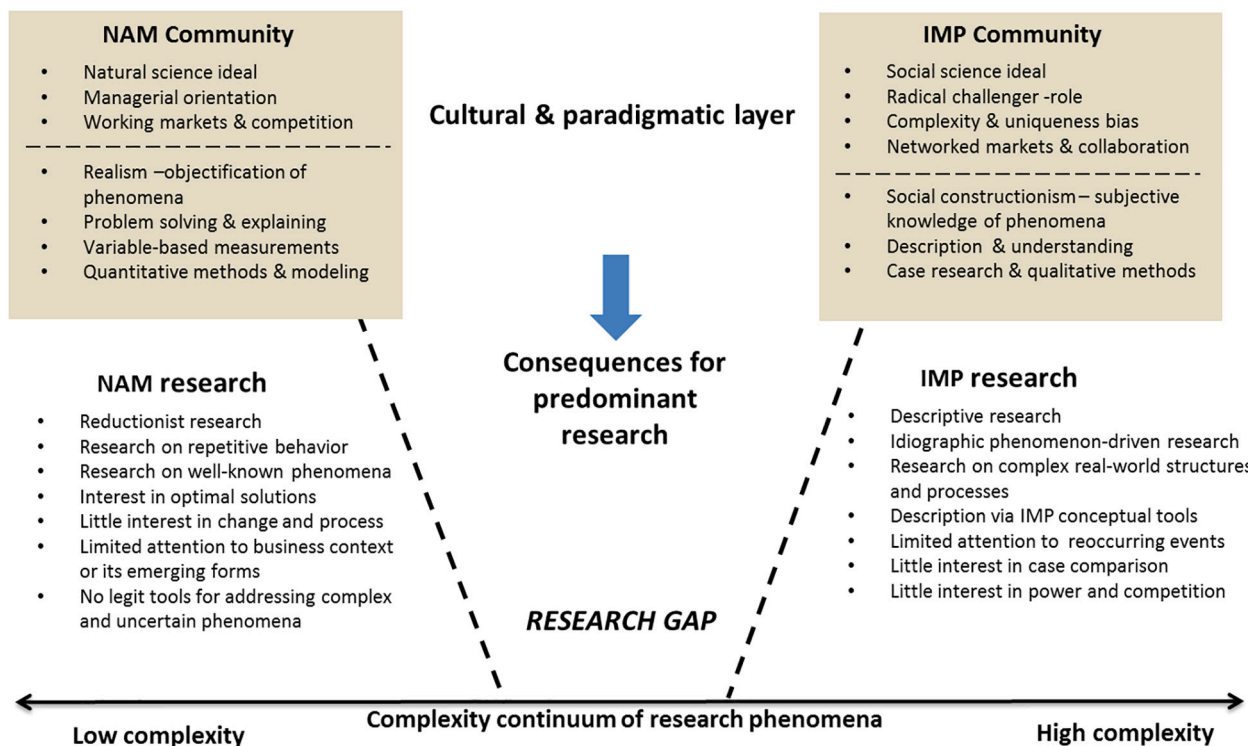 NAM Community
• Natural science ideal
• Managerial orientation
• Working markets & competition
• Realism –objectification of
phenomena
• Problem solving & explaining
• Variable-based measurements
• Quantitative methods & modeling
Cultural & paradigmatic layer
IMP Community
• Social science ideal
• Radical challenger -role
• Complexity & uniqueness bias
• Networked markets & collaboration
• Social constructionism – subjective
knowledge of phenomena
• Description & understanding
• Case research & qualitative methods
NAM research
• Reductionist research
• Research on repetitive behavior
• Research on well-known phenomena
• Interest in optimal solutions
• Little interest in change and process
• Limited attention to business context
or its emerging forms
• No legit tools for addressing complex
and uncertain phenomena
Consequences for
predominant
research
RESEARCH GAP
IMP research
• Descriptive research
• Idiographic phenomenon-driven research
• Research on complex real-world structures
and processes
• Description via IMP conceptual tools
• Limited attention to reoccurring events
• Little interest in case comparison
• Little interest in power and competition
Low complexity
Complexity continuum of research phenomena
High complexity